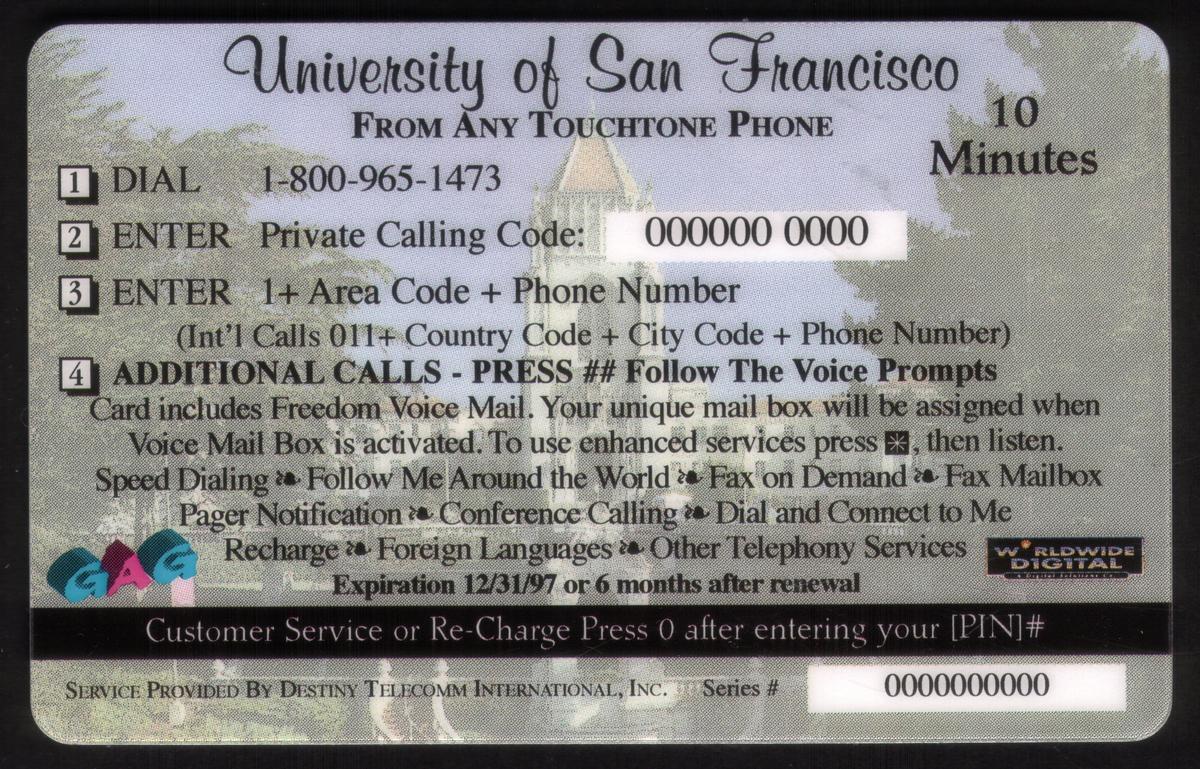 University of San Francisco
FROM ANY TOUCHTONE PHONE
10
Minutes
1 DIAL 1-800-965-1473
2 ENTER Private Calling Code: 000000 0000
3 ENTER 1+ Area Code + Phone Number
(Int'l Calls 011+ Country Code + City Code + Phone Number)
4 ADDITIONAL CALLS - PRESS ## Follow The Voice Prompts
Card includes Freedom Voice Mail. Your unique mail box will be assigned when
Voice Mail Box is activated. To use enhanced services press ✳, then listen.
Speed Dialing ❧ Follow Me Around the World ❧ Fax on Demand ❧ Fax Mailbox
Pager Notification ❧ Conference Calling ❧ Dial and Connect to Me
Recharge ❧ Foreign Languages ❧ Other Telephony Services
GAG
WORLDWIDE
DIGITAL
A Digital Solutions Co.
Expiration 12/31/97 or 6 months after renewal
Customer Service or Re-Charge Press 0 after entering your [PIN]#
SERVICE PROVIDED BY DESTINY TELECOMM INTERNATIONAL, INC. Series # 0000000000